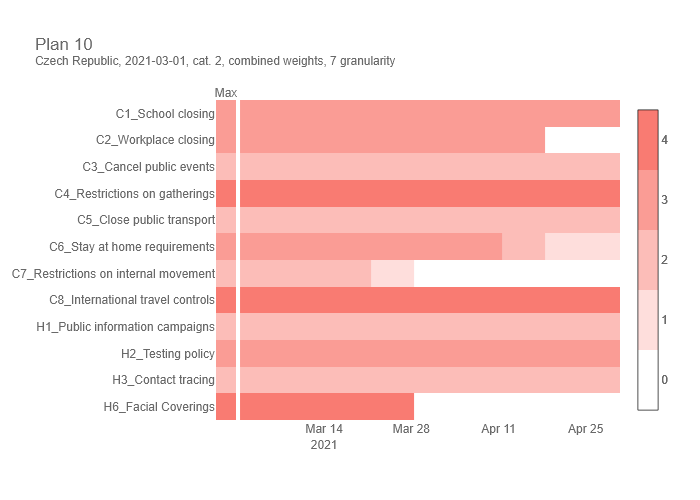 Plan 10
Czech Republic, 2021-03-01, cat. 2, combined weights, 7 granularity
Max
C1_School closing
C2_Workplace closing
C3_Cancel public events
C4_Restrictions on gatherings
C5_Close public transport
C6_Stay at home requirements
C7_Restrictions on internal movement
C8_International travel controls
H1_Public information campaigns
H2_Testing policy
H3_Contact tracing
H6_Facial Coverings
4
3
2
1
0
Mar 14 Mar 28 Apr 11 Apr 25
2021